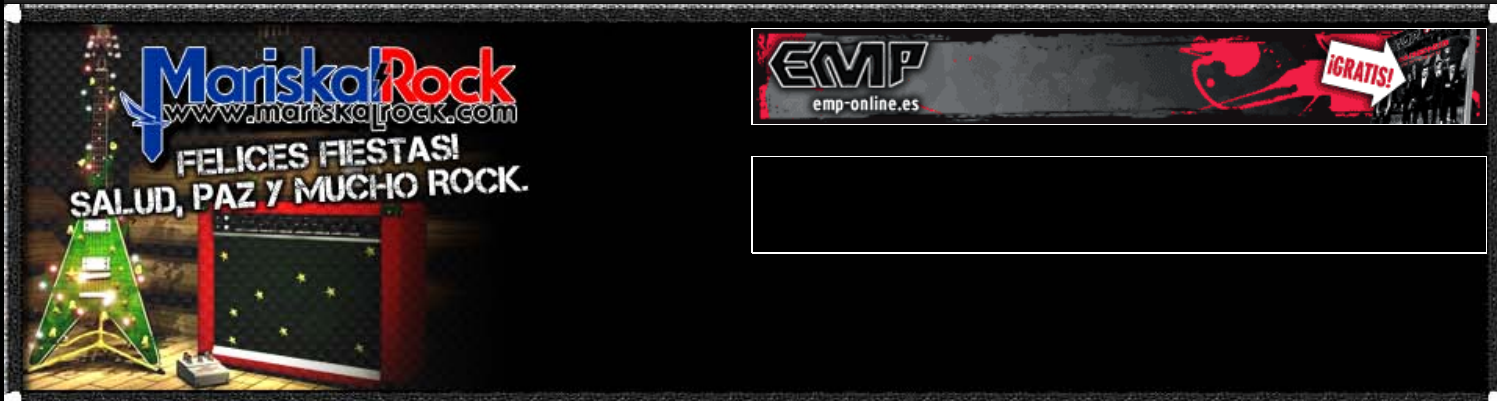 MariskalRock
www.mariskalrock.com
FELICES FIESTAS!
SALUD, PAZ Y MUCHO ROCK.
EMP
emp-online.es
¡GRATIS!